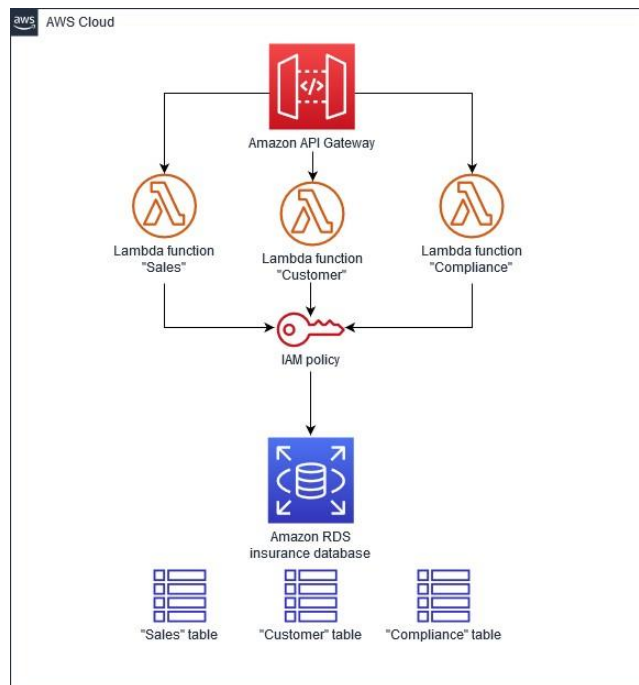 aws
AWS Cloud
</>
Amazon API Gateway
Lambda function
"Sales"
Lambda function
"Customer"
Lambda function
"Compliance"
IAM policy
Amazon RDS
insurance database
"Sales" table
"Customer" table
"Compliance" table